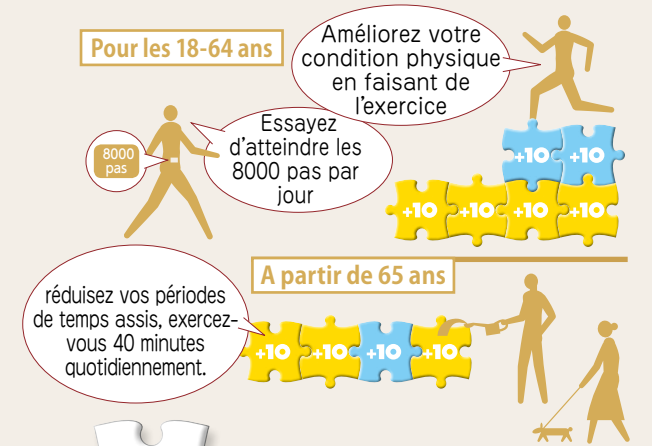 Pour les 18-64 ans
Améliorez votre
condition physique
en faisant de
l'exercice
Essayez
d'atteindre les
8000 pas par
jour
8000
pas
+10 +10
+10 +10 +10 +10
A partir de 65 ans
réduisez vos périodes
de temps assis, exercez-
vous 40 minutes
quotidiennement.
+10 +10 +10 +10